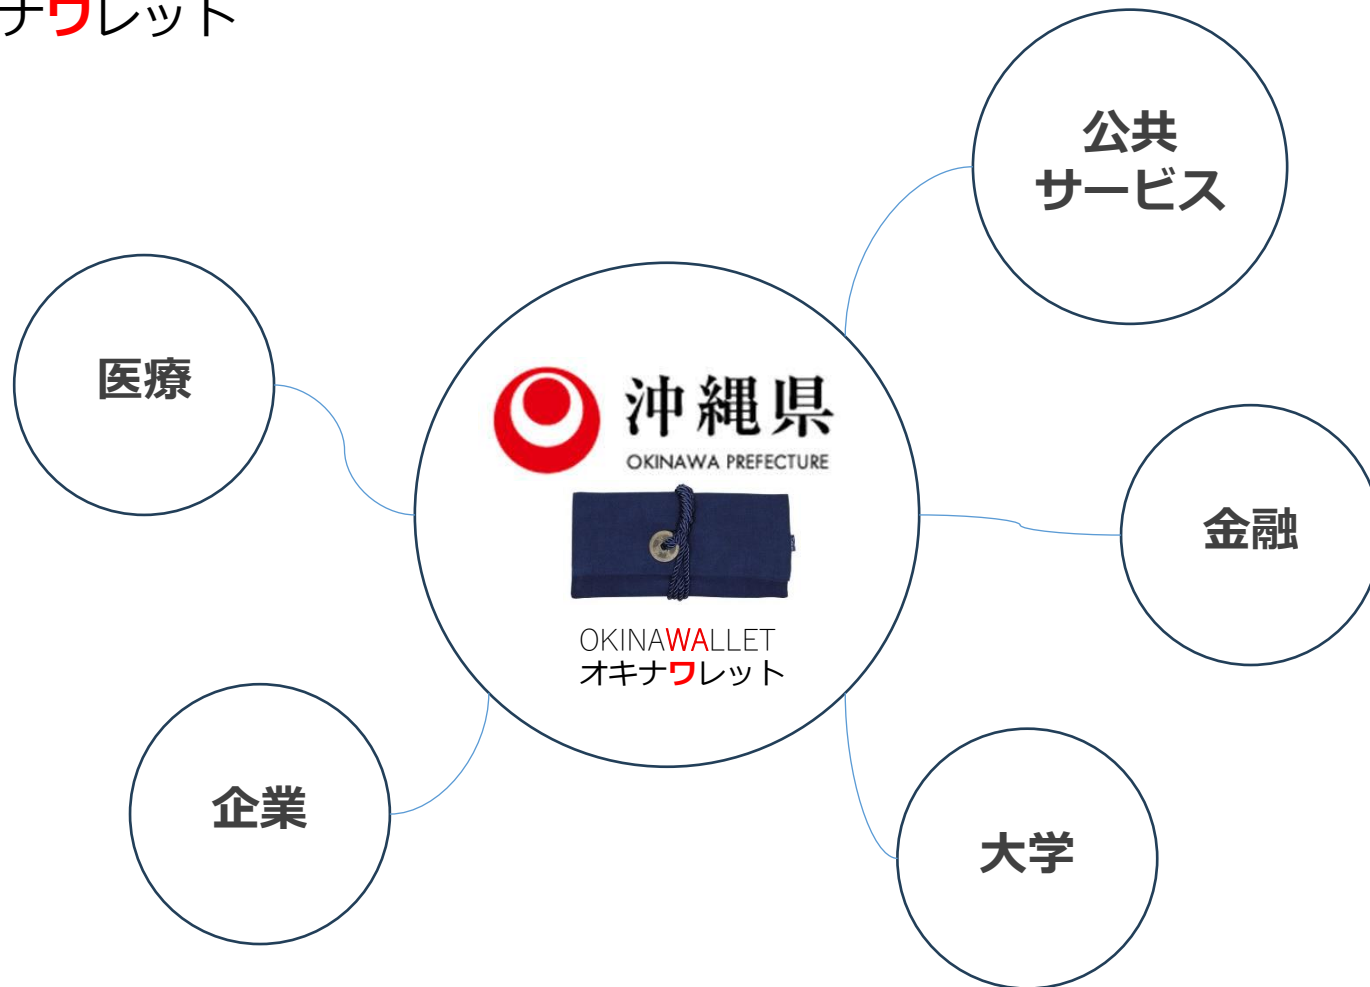 ナワレット
公共
サービス
医療
沖縄県
OKINAWA PREFECTURE
金融
OKINAWALLET
オキナワレット
企業
大学